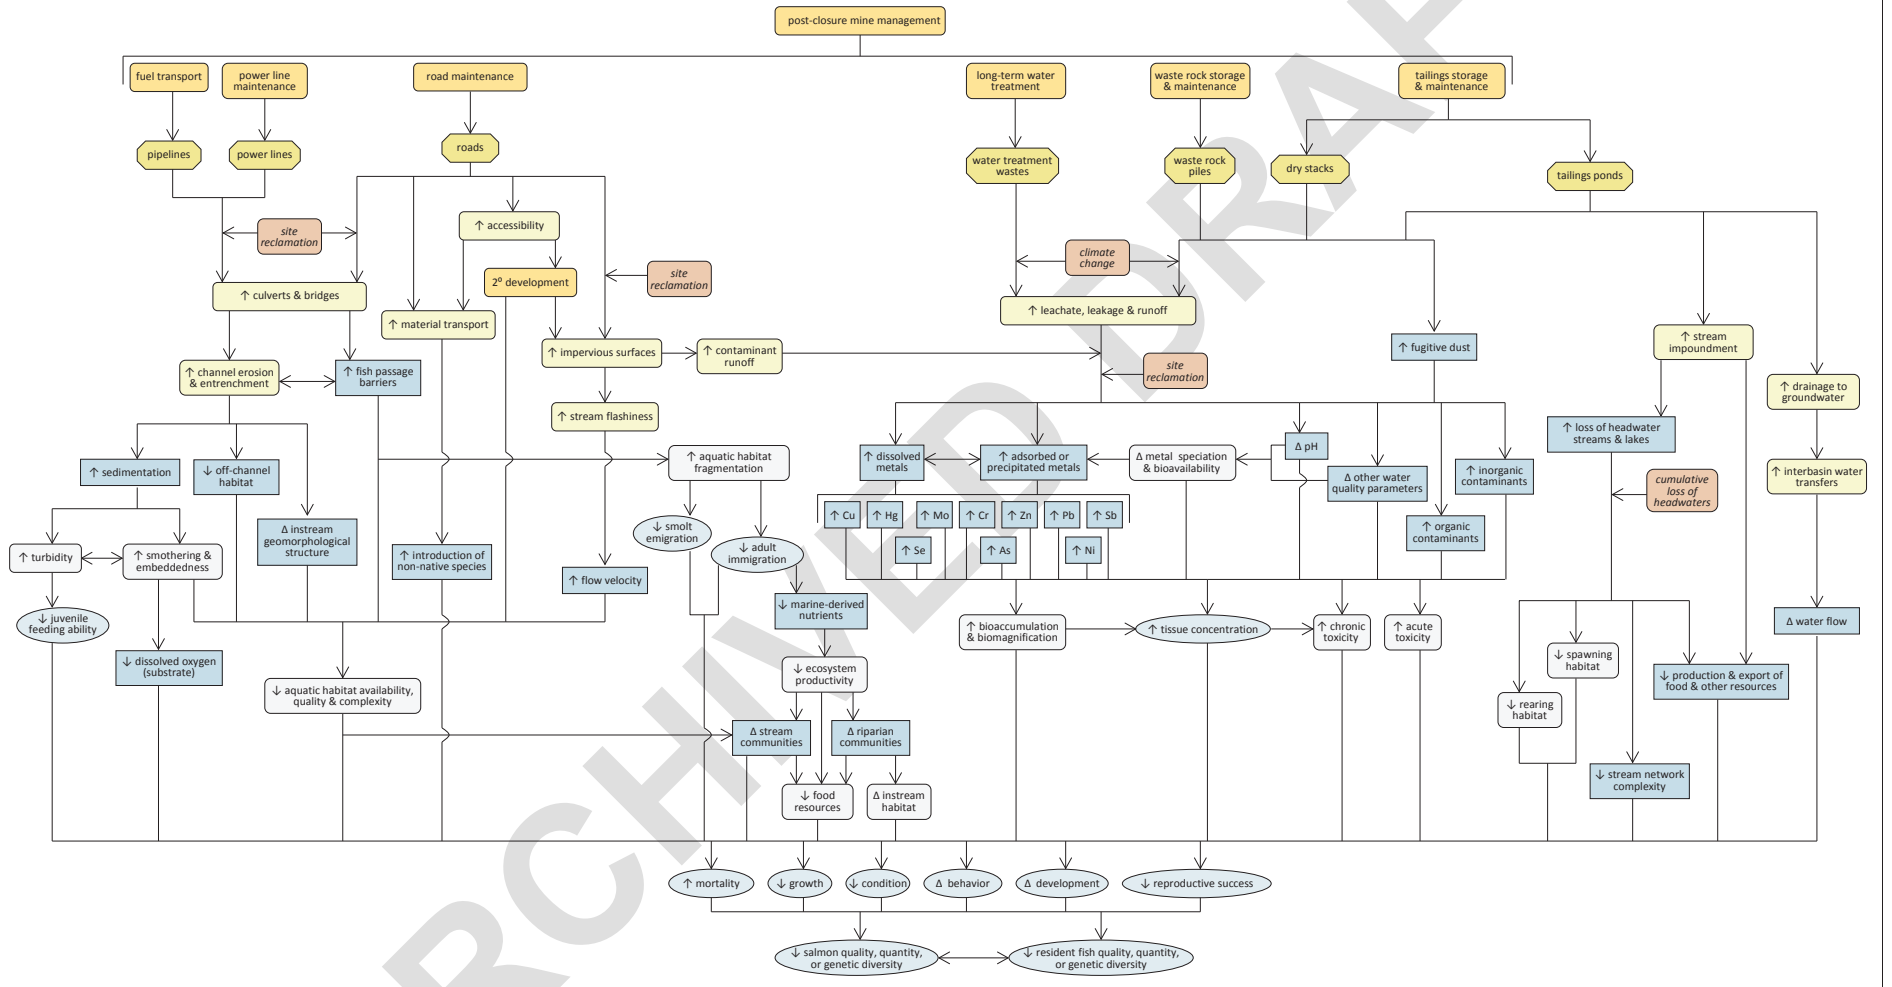 post-closure mine management
fuel transport
power line
maintenance
road maintenance
long-term water
treatment
waste rock storage
& maintenance
tailings storage
& maintenance
pipelines
power lines
roads
water treatment
wastes
waste rock
piles
dry stacks
tailings ponds
site
reclamation
↑ accessibility
climate
change
2º development
site
reclamation
↑ culverts & bridges
↑ material transport
↑ leachate, leakage & runoff
↑ impervious surfaces
↑ contaminant
runoff
↑ fugitive dust
↑ stream
impoundment
↑ channel erosion
& entrenchment
↑ fish passage
barriers
site
reclamation
↑ drainage to
groundwater
↑ stream flashiness
↑ loss of headwater
streams & lakes
↑ sedimentation
↓ off-channel
habitat
↑ aquatic habitat
fragmentation
↑ dissolved
metals
↑ adsorbed or
precipitated metals
Δ metal speciation
& bioavailability
Δ pH
Δ other water
quality parameters
↑ inorganic
contaminants
cumulative
loss of
headwaters
↑ interbasin water
transfers
Δ instream
geomorphological
structure
↓ smolt
emigration
↑ Cu
↑ Hg
↑ Mo
↑ Cr
↑ Zn
↑ Pb
↑ Sb
↑ organic
contaminants
↑ turbidity
↑ smothering &
embeddedness
↑ introduction of
non-native species
↓ adult
immigration
↑ Se
↑ As
↑ Ni
↑ flow velocity
↓ juvenile
feeding ability
↓ marine-derived
nutrients
↑ bioaccumulation
& biomagnification
↑ tissue concentration
↑ chronic
toxicity
↑ acute
toxicity
Δ water flow
↓ dissolved oxygen
(substrate)
↓ aquatic habitat availability,
quality & complexity
↓ ecosystem
productivity
↓ spawning
habitat
↓ production & export of
food & other resources
↓ rearing
habitat
Δ stream
communities
Δ riparian
communities
↓ stream network
complexity
↓ food
resources
Δ instream
habitat
↑ mortality
↓ growth
↓ condition
Δ behavior
Δ development
↓ reproductive success
↓ salmon quality, quantity,
or genetic diversity
↓ resident fish quality, quantity,
or genetic diversity
RCHIVED DRAF